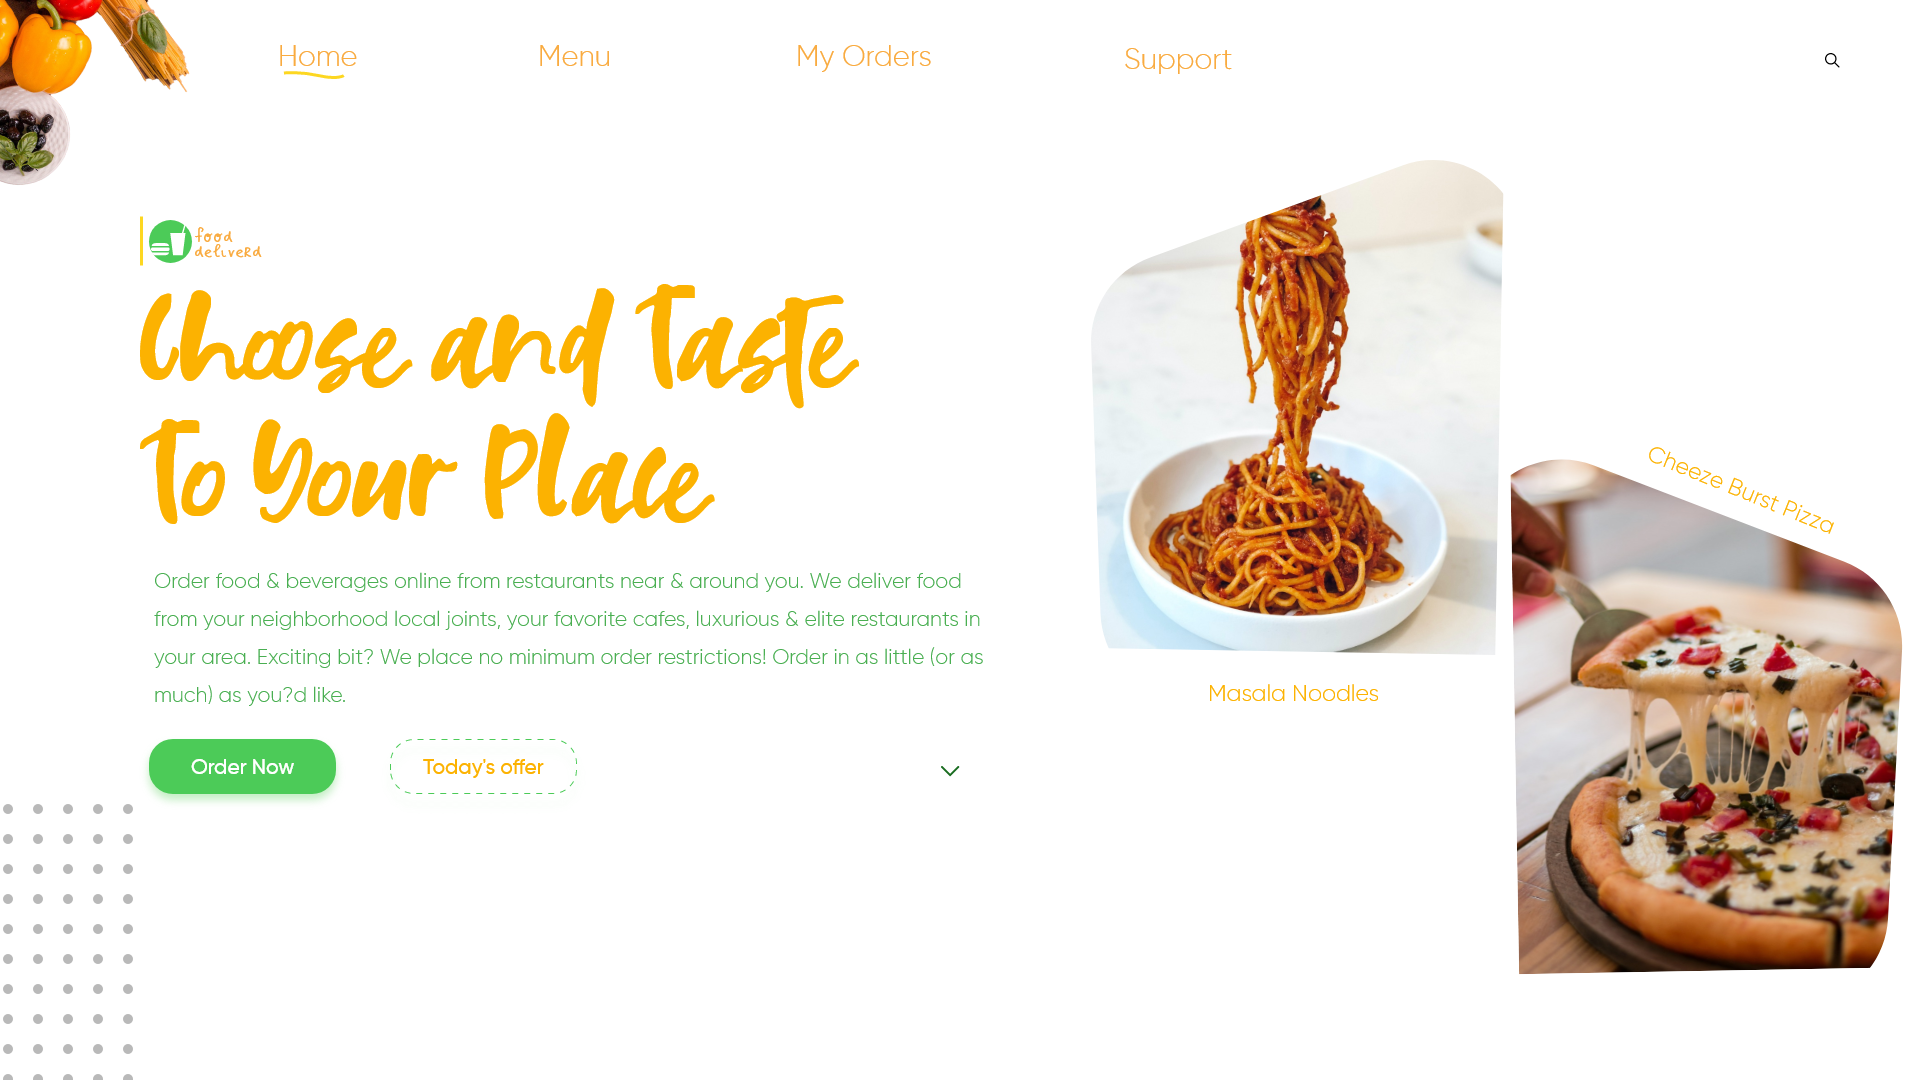 Home
Menu
My Orders
Support
food
deliverd
Choose and Taste
To Your Place
Order food & beverages online from restaurants near & around you. We deliver food
from your neighborhood local joints, your favorite cafes, luxurious & elite restaurants in
your area. Exciting bit? We place no minimum order restrictions! Order in as little (or as
much) as you?d like.
Order Now
Today's offer
Masala Noodles
Cheeze Burst Pizza